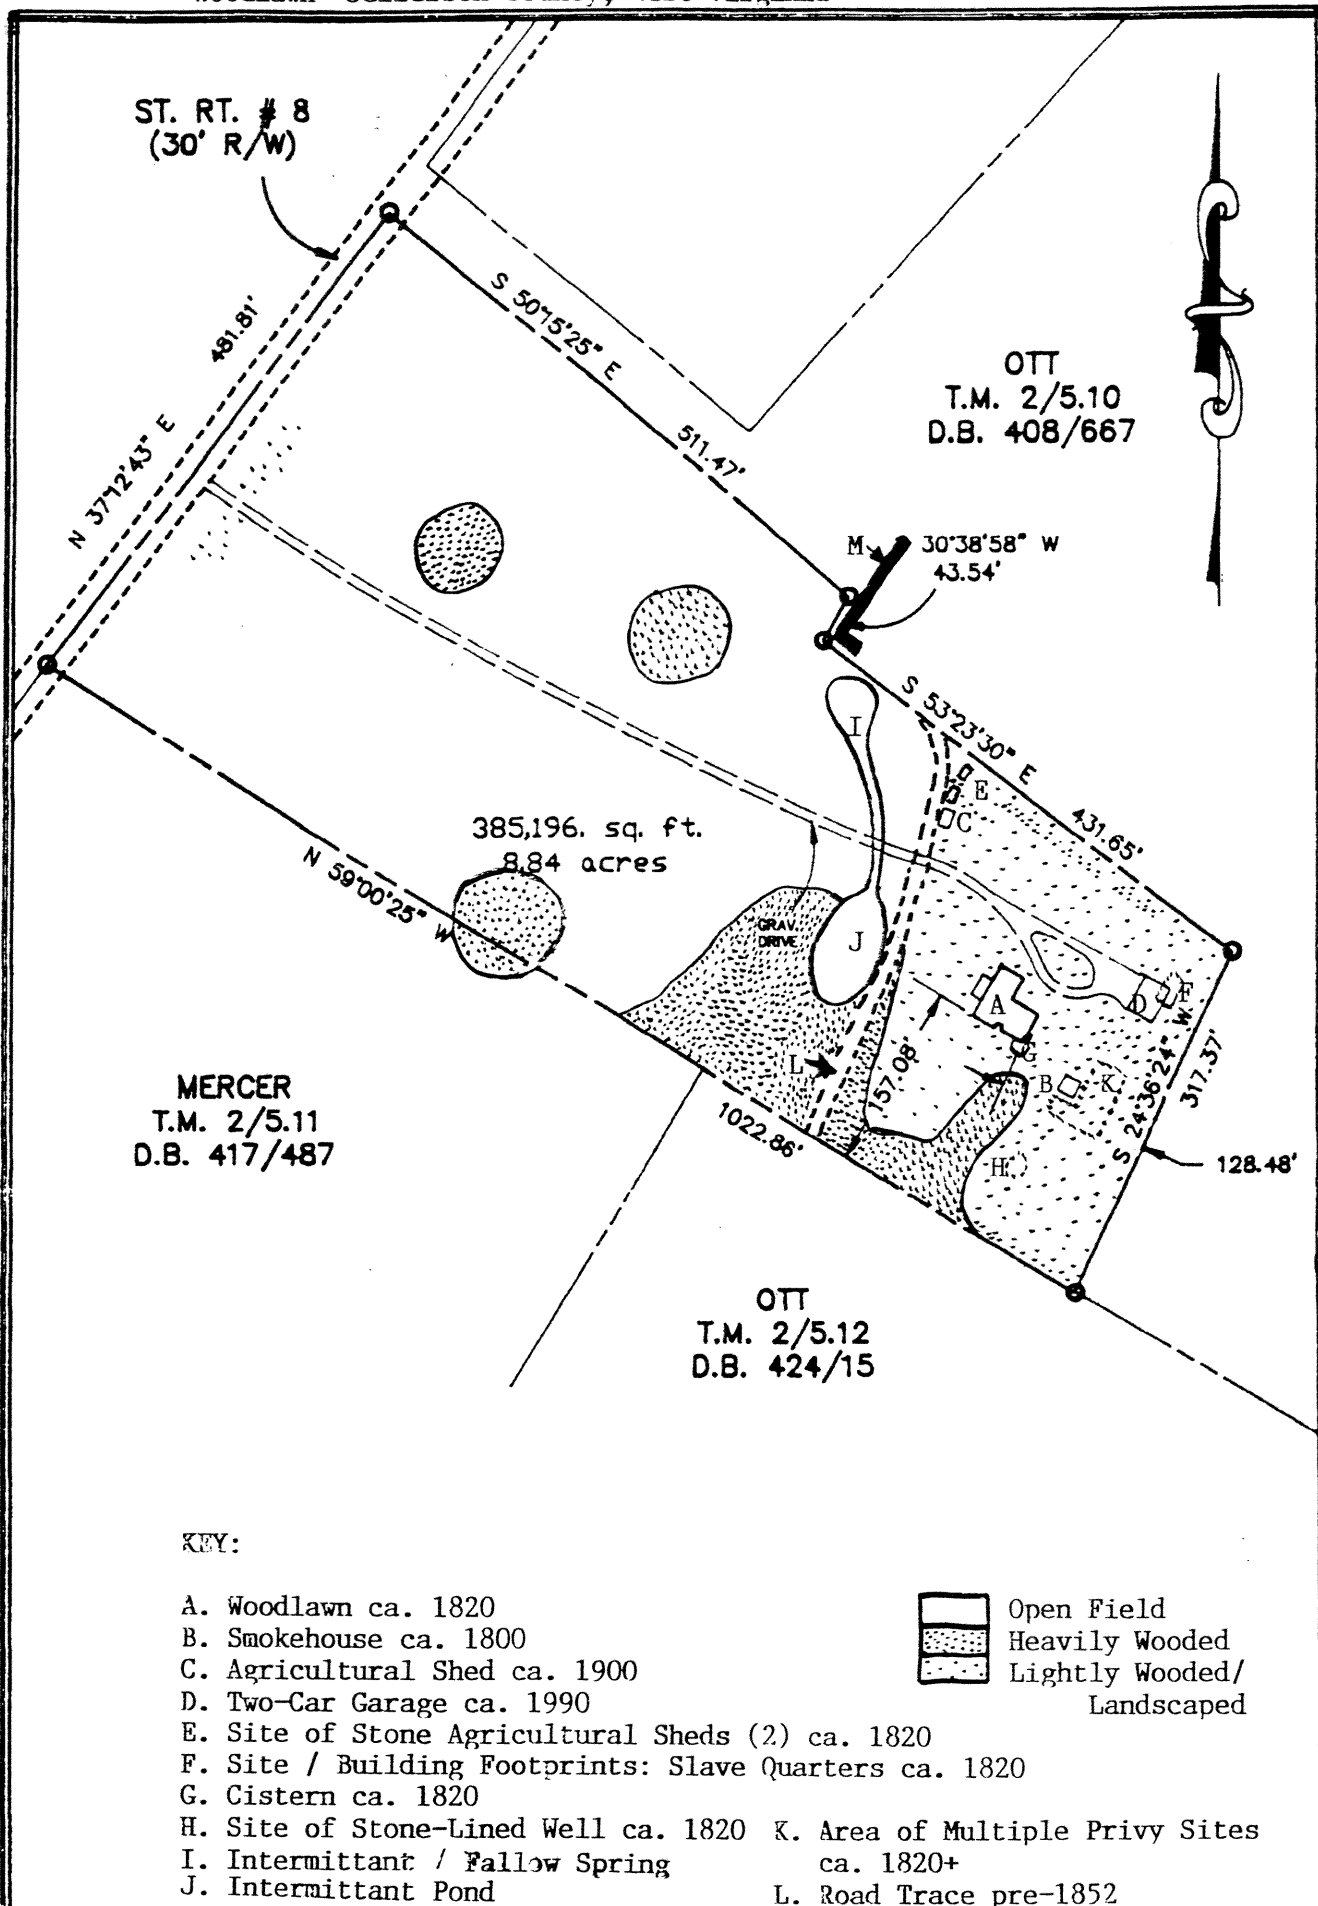 Woodlawn Jefferson County, West Virginia
ST. RT. # 8
(30' R/W)
481.81'
N 37°12'43" E
S 50°15'25" E
511.47'
OTT
T.M. 2/5.10
D.B. 408/667
M
30°38'58" W
43.54'
I
S 53°23'30" E
431.65'
E
C
385,196. sq. ft.
8.84 acres
N 59°00'25" W
GRAV.
DRIVE
J
A
D
F
G
L
157.08'
B
K
S 24°36'24" W
317.37'
MERCER
T.M. 2/5.11
D.B. 417/487
1022.86'
H
128.48'
OTT
T.M. 2/5.12
D.B. 424/15
KEY:
A. Woodlawn ca. 1820
B. Smokehouse ca. 1800
C. Agricultural Shed ca. 1900
D. Two-Car Garage ca. 1990
E. Site of Stone Agricultural Sheds (2) ca. 1820
F. Site / Building Footprints: Slave Quarters ca. 1820
G. Cistern ca. 1820
H. Site of Stone-Lined Well ca. 1820
I. Intermittant / Fallow Spring
J. Intermittant Pond
K. Area of Multiple Privy Sites
ca. 1820+
L. Road Trace pre-1852
Open Field
Heavily Wooded
Lightly Wooded/
Landscaped